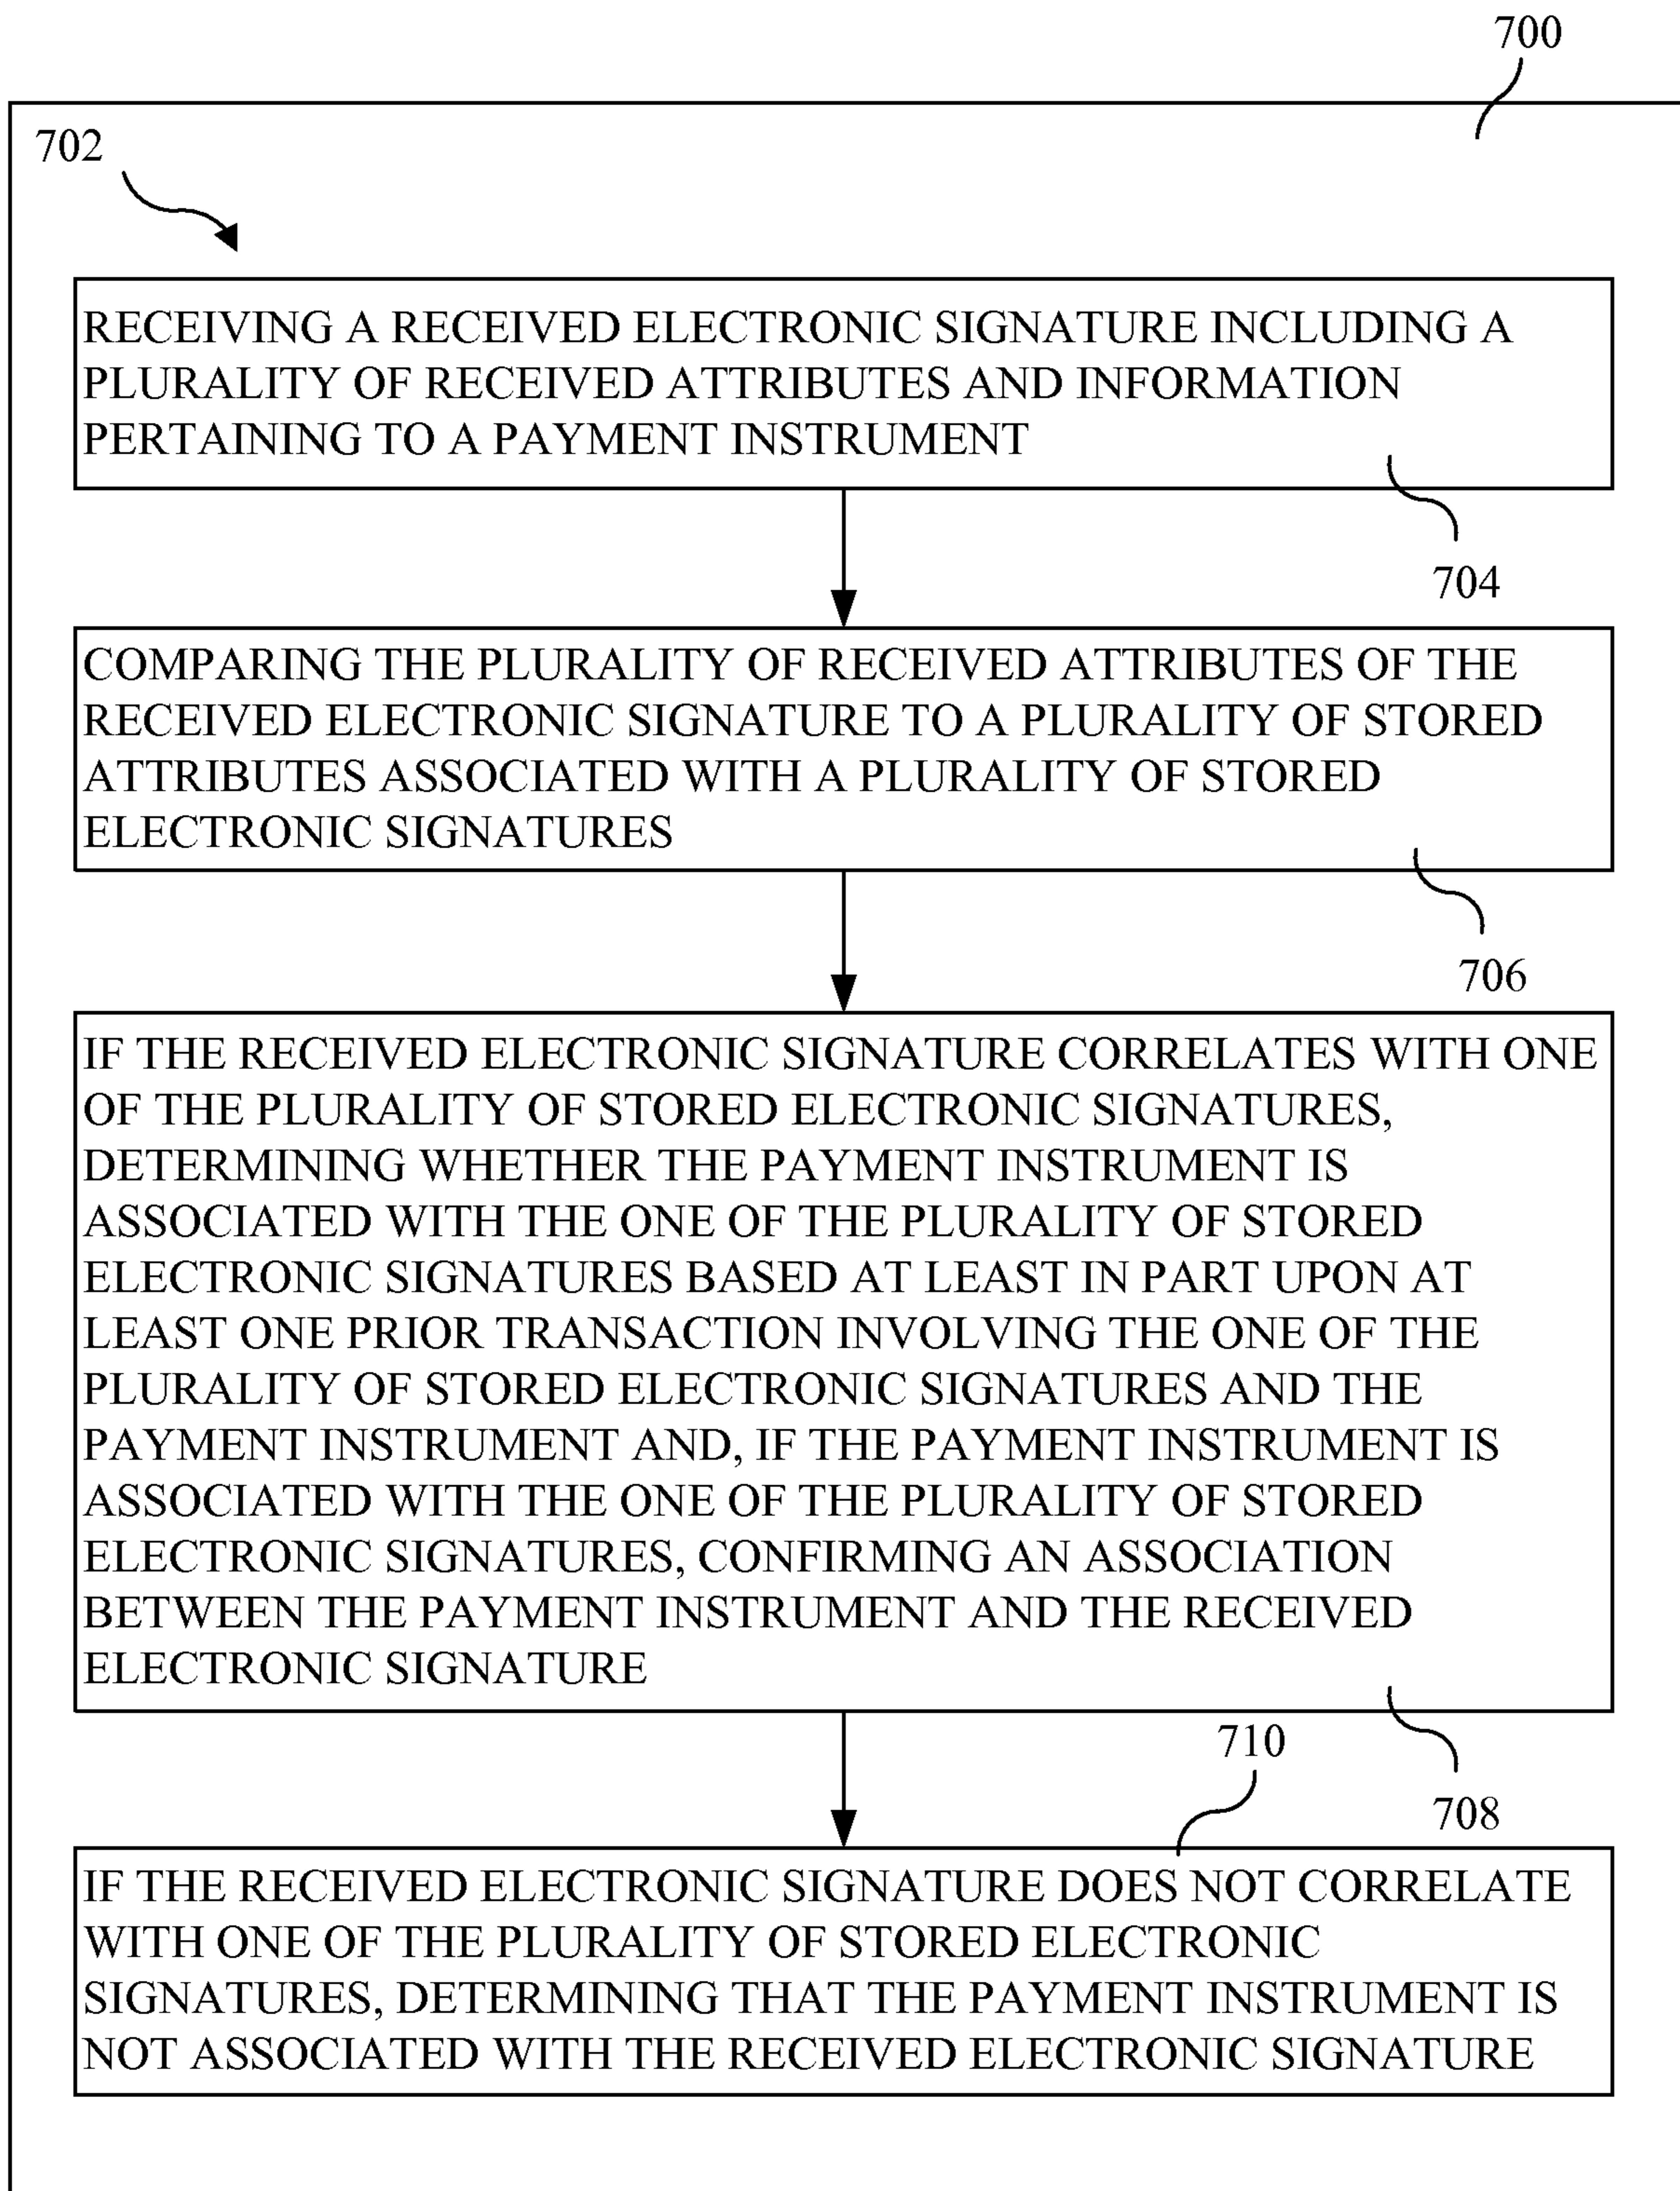 700
702
RECEIVING A RECEIVED ELECTRONIC SIGNATURE INCLUDING A
PLURALITY OF RECEIVED ATTRIBUTES AND INFORMATION
PERTAINING TO A PAYMENT INSTRUMENT
704
COMPARING THE PLURALITY OF RECEIVED ATTRIBUTES OF THE
RECEIVED ELECTRONIC SIGNATURE TO A PLURALITY OF STORED
ATTRIBUTES ASSOCIATED WITH A PLURALITY OF STORED
ELECTRONIC SIGNATURES
706
IF THE RECEIVED ELECTRONIC SIGNATURE CORRELATES WITH ONE
OF THE PLURALITY OF STORED ELECTRONIC SIGNATURES,
DETERMINING WHETHER THE PAYMENT INSTRUMENT IS
ASSOCIATED WITH THE ONE OF THE PLURALITY OF STORED
ELECTRONIC SIGNATURES BASED AT LEAST IN PART UPON AT
LEAST ONE PRIOR TRANSACTION INVOLVING THE ONE OF THE
PLURALITY OF STORED ELECTRONIC SIGNATURES AND THE
PAYMENT INSTRUMENT AND, IF THE PAYMENT INSTRUMENT IS
ASSOCIATED WITH THE ONE OF THE PLURALITY OF STORED
ELECTRONIC SIGNATURES, CONFIRMING AN ASSOCIATION
BETWEEN THE PAYMENT INSTRUMENT AND THE RECEIVED
ELECTRONIC SIGNATURE
710
708
IF THE RECEIVED ELECTRONIC SIGNATURE DOES NOT CORRELATE
WITH ONE OF THE PLURALITY OF STORED ELECTRONIC
SIGNATURES, DETERMINING THAT THE PAYMENT INSTRUMENT IS
NOT ASSOCIATED WITH THE RECEIVED ELECTRONIC SIGNATURE